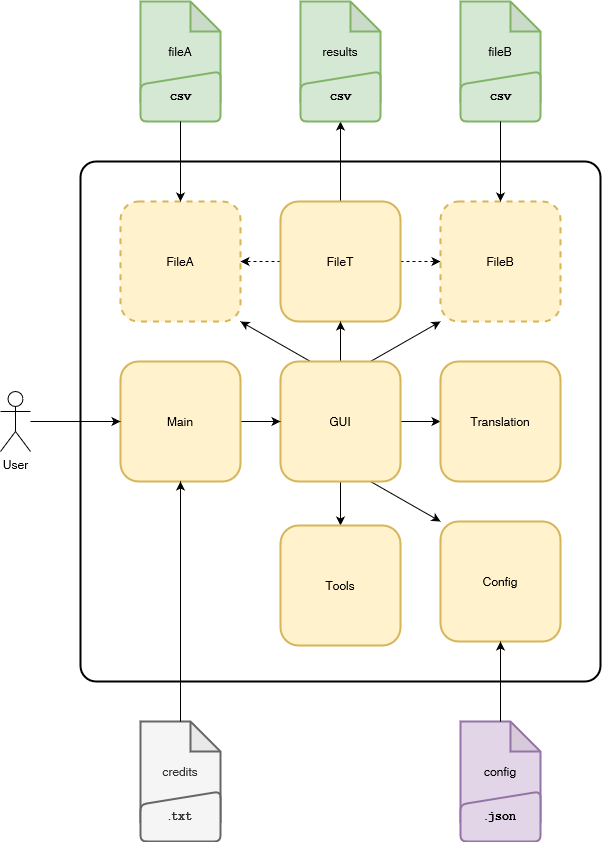 fileA
results
fileB
csv
csv
csv
FileA
FileT
FileB
Main
GUI
Translation
User
Tools
Config
credits
config
.txt
.json